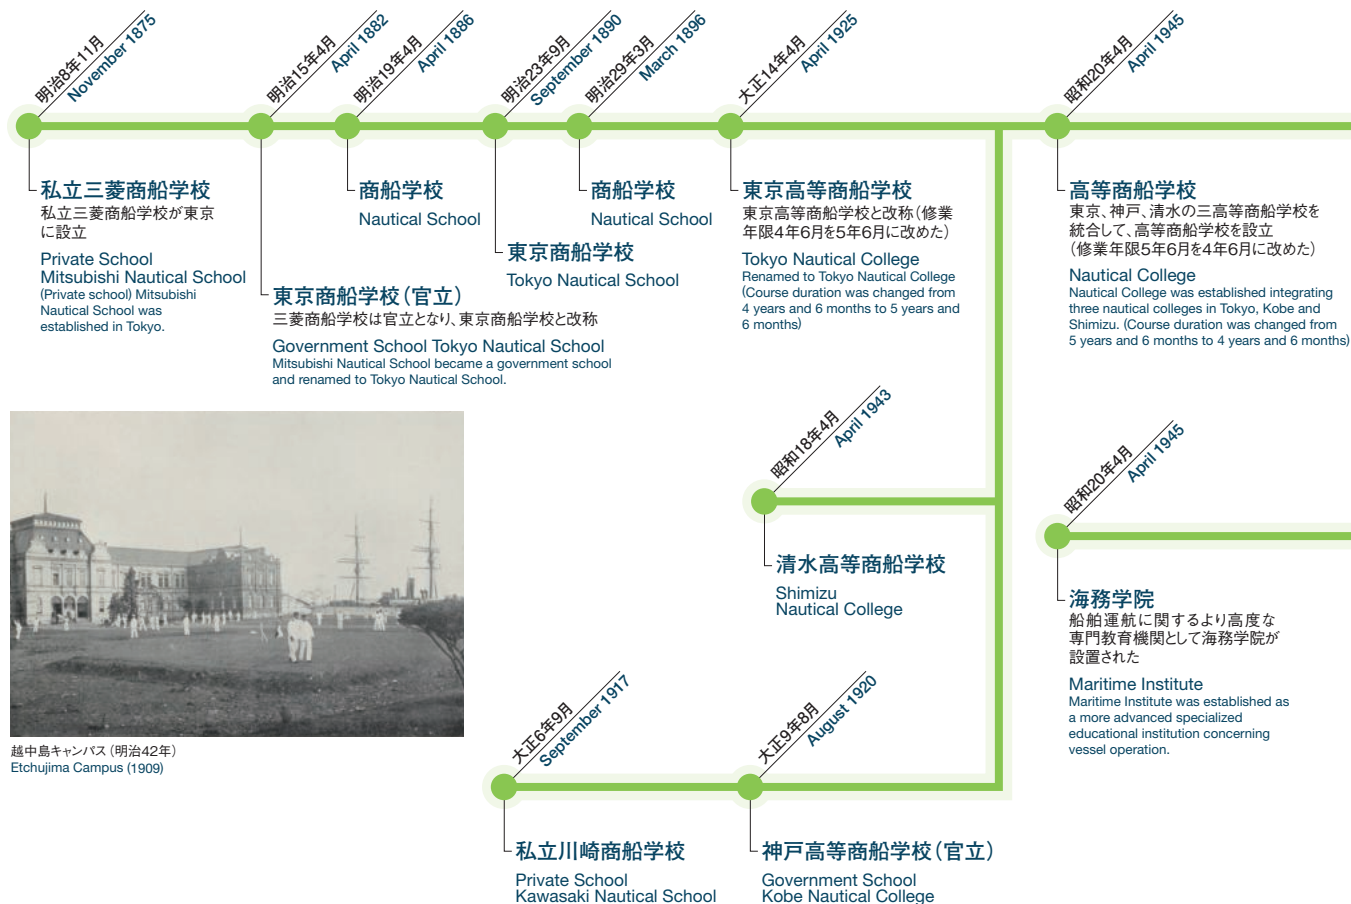 明治8年11月
November 1875
明治15年4月
April 1882
明治19年4月
April 1886
明治23年9月
September 1890
明治29年3月
March 1896
大正14年4月
April 1925
昭和20年4月
April 1945
私立三菱商船学校
私立三菱商船学校が東京
に設立
Private School
Mitsubishi Nautical School
(Private school) Mitsubishi
Nautical School was
established in Tokyo.
東京商船学校（官立）
三菱商船学校は官立となり、東京商船学校と改称
Government School Tokyo Nautical School
Mitsubishi Nautical School became a government school
and renamed to Tokyo Nautical School.
商船学校
Nautical School
東京商船学校
Tokyo Nautical School
商船学校
Nautical School
東京高等商船学校
東京高等商船学校と改称（修業
年限4年6月を5年6月に改めた）
Tokyo Nautical College
Renamed to Tokyo Nautical College
(Course duration was changed from
4 years and 6 months to 5 years and
6 months)
高等商船学校
東京、神戸、清水の三高等商船学校を
統合して、高等商船学校を設立
（修業年限5年6月を4年6月に改めた）
Nautical College
Nautical College was established integrating
three nautical colleges in Tokyo, Kobe and
Shimizu. (Course duration was changed from
5 years and 6 months to 4 years and 6 months)
昭和18年4月
April 1943
清水高等商船学校
Shimizu
Nautical College
昭和20年4月
April 1945
海務学院
船舶運航に関するより高度な
専門教育機関として海務学院が
設置された
Maritime Institute
Maritime Institute was established as
a more advanced specialized
educational institution concerning
vessel operation.
越中島キャンパス（明治42年）
Etchujima Campus (1909)
大正6年9月
September 1917
私立川崎商船学校
Private School
Kawasaki Nautical School
大正9年8月
August 1920
神戸高等商船学校（官立）
Government School
Kobe Nautical College